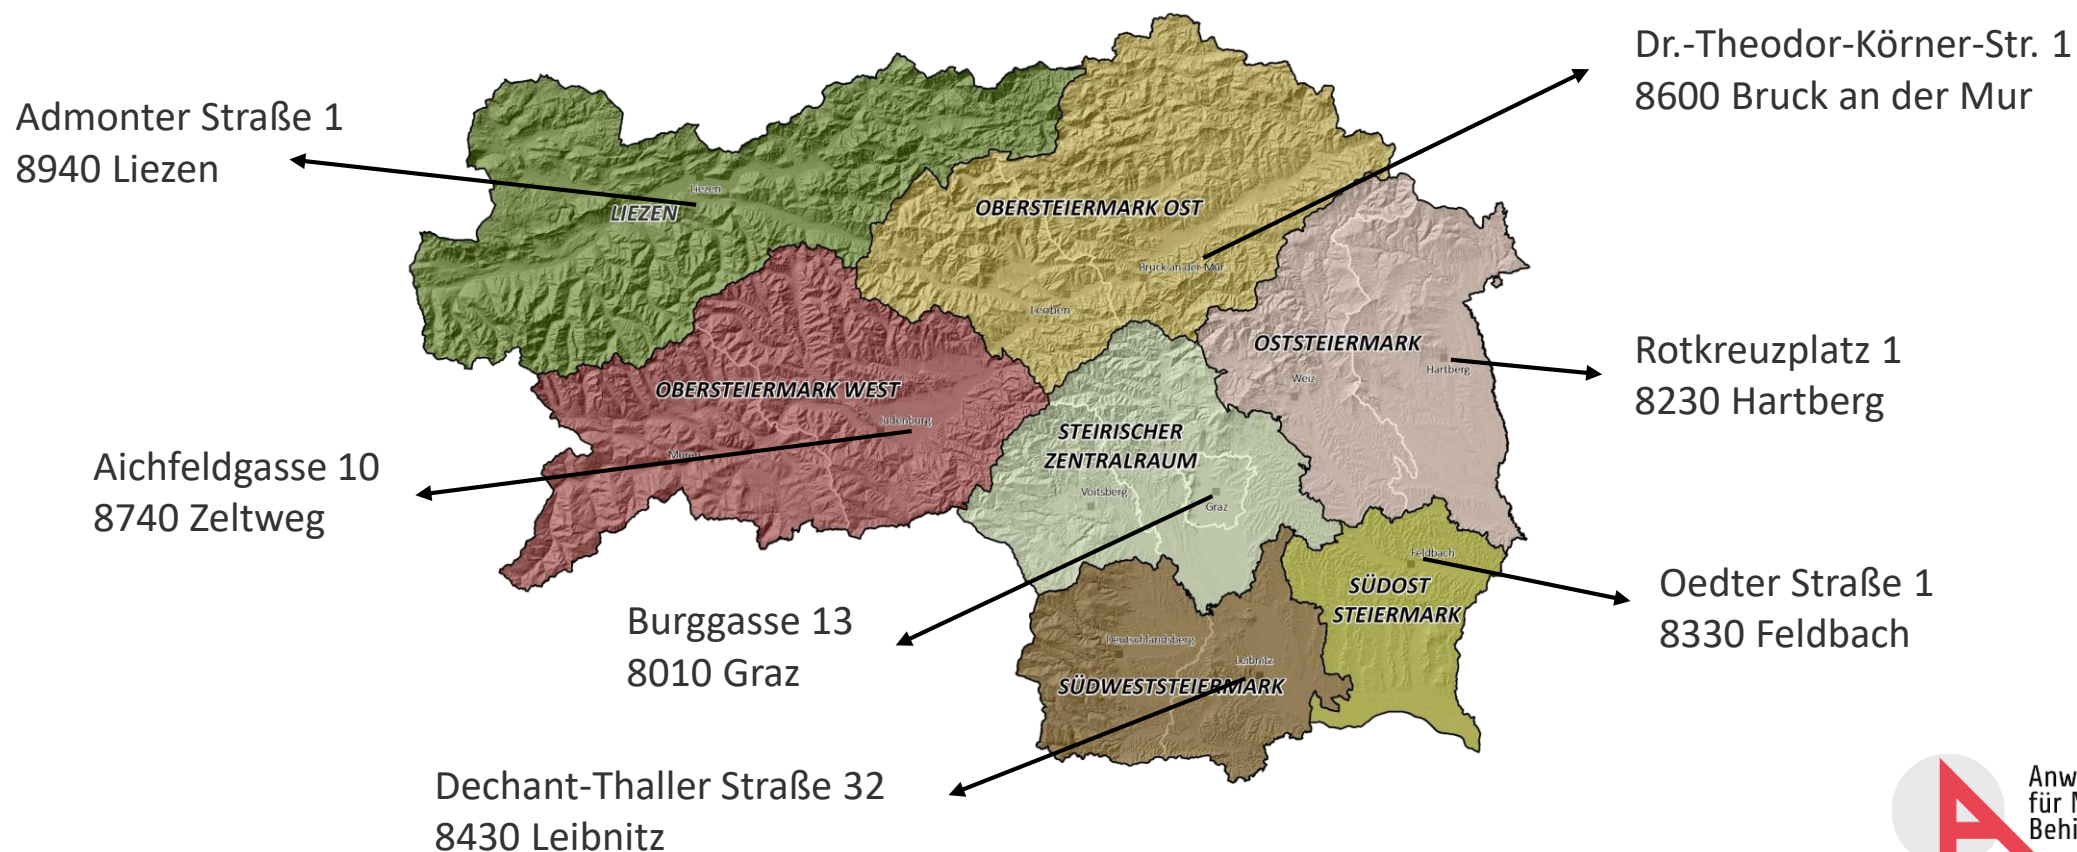 Dr.-Theodor-Körner-Str. 1
8600 Bruck an der Mur
Admonter Straße 1
8940 Liezen
Liezen
LIEZEN
OBERSTEIERMARK OST
Bruck an der Mur
Leoben
OSTSTEIERMARK
Weiz
Hartberg
Rotkreuzplatz 1
8230 Hartberg
OBERSTEIERMARK WEST
Judenburg
Murau
STEIRISCHER
ZENTRALRAUM
Voitsberg
Graz
Aichfeldgasse 10
8740 Zeltweg
Feldbach
SÜDOST
STEIERMARK
Oedter Straße 1
8330 Feldbach
Burggasse 13
8010 Graz
Deutschlandsberg
Leibnitz
SÜDWESTSTEIERMARK
Dechant-Thaller Straße 32
8430 Leibnitz
Anw
für
Behi